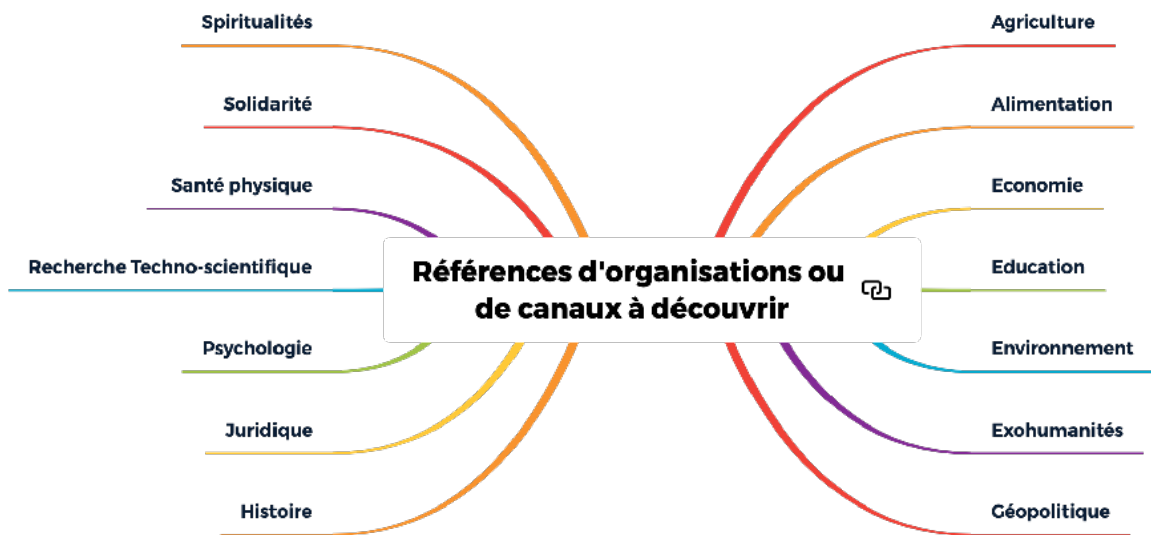 Spiritualités
Solidarité
Santé physique
Recherche Techno-scientifique
Psychologie
Juridique
Histoire
Références d'organisations ou
de canaux à découvrir
Agriculture
Alimentation
Economie
Education
Environnement
Exohumanités
Géopolitique